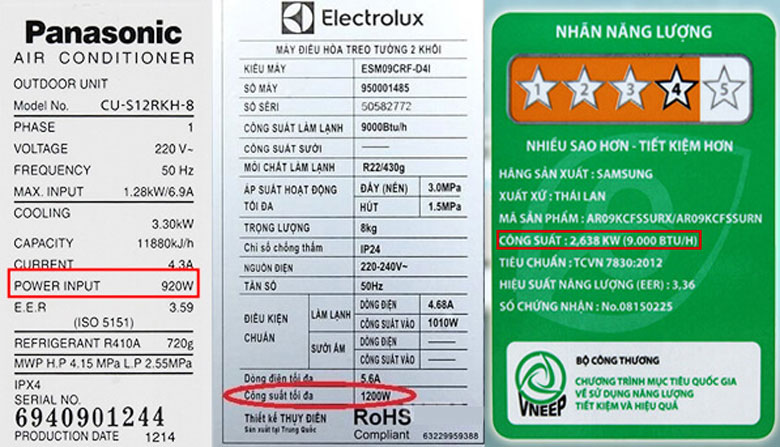 Panasonic
AIR CONDITIONER
OUTDOOR UNIT
Model No. CU-S12RKH-8
PHASE 1
VOLTAGE 220 V~
FREQUENCY 50 Hz
MAX. INPUT 1.28kW/6.9A
COOLING
3.30kW
CAPACITY 11880kJ/h
CURRENT 4.3A
POWER INPUT 920W
E.E.R 3.59
(ISO 5151)
REFRIGERANT R410A 720g
MWP H.P 4.15 MPa L.P 2.55MPa
IPX4
SERIAL NO.
6940901244
PRODUCTION DATE 1214
Electrolux
MÁY ĐIỀU HÒA TREO TƯỜNG 2 KHỐI
KIỂU MÁY ESM09CRF-D4I
SỐ MÁY 950001485
SỐ SÊRI 50582772
CÔNG SUẤT LÀM LẠNH 9000Btu/h
CÔNG SUẤT SƯỞI
MÔI CHẤT LÀM LẠNH R22/430g
ÁP SUẤT HOẠT ĐỘNG TỐI ĐA ĐẨY (NÉN) 3.0MPa
HÚT 1.5MPa
TRỌNG LƯỢNG 8kg
Chỉ số chống thấm IP24
NGUỒN ĐIỆN 220-240V~
TẦN SỐ 50Hz
ĐIỀU KIỆN CHUẨN LÀM LẠNH DÒNG ĐIỆN 4.68A
CÔNG SUẤT VÀO 1010W
SƯỞI ẤM DÒNG ĐIỆN
CÔNG SUẤT VÀO
Dòng điện tối đa 5.6A
Công suất tối đa 1200W
Thiết kế THỤY ĐIỂN
Sản xuất tại Trung Quốc
RoHS
Compliant 63229959388
NHÃN NĂNG LƯỢNG
1 2 3 4 5
NHIỀU SAO HƠN - TIẾT KIỆM HƠN
HÃNG SẢN XUẤT : SAMSUNG
XUẤT XỨ : THÁI LAN
MÃ SẢN PHẨM : AR09KCFSSURX/AR09KCFSSURN
CÔNG SUẤT : 2,638 KW (9.000 BTU/H)
TIÊU CHUẨN : TCVN 7830:2012
HIỆU SUẤT NĂNG LƯỢNG (EER) : 3,36
SỐ CHỨNG NHẬN : No.08150225
VNEEP
BỘ CÔNG THƯƠNG
CHƯƠNG TRÌNH MỤC TIÊU QUỐC GIA
VỀ SỬ DỤNG NĂNG LƯỢNG
TIẾT KIỆM VÀ HIỆU QUẢ